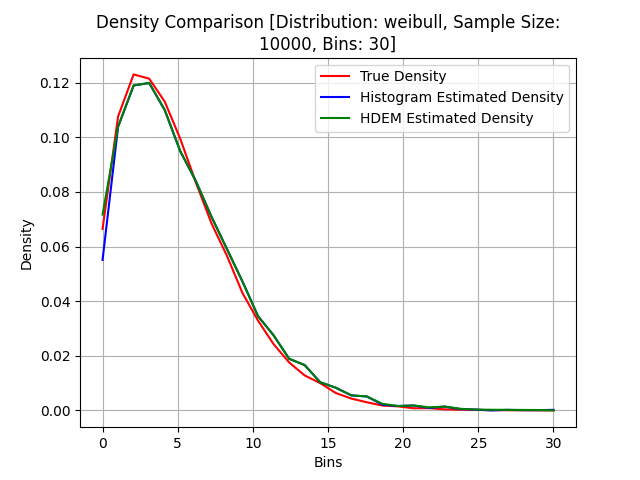 Density Comparison [Distribution: weibull, Sample Size:
10000, Bins: 30]
True Density
Histogram Estimated Density
HDEM Estimated Density
Density
0.12
0.10
0.08
0.06
0.04
0.02
0.00
0 5 10 15 20 25 30
Bins